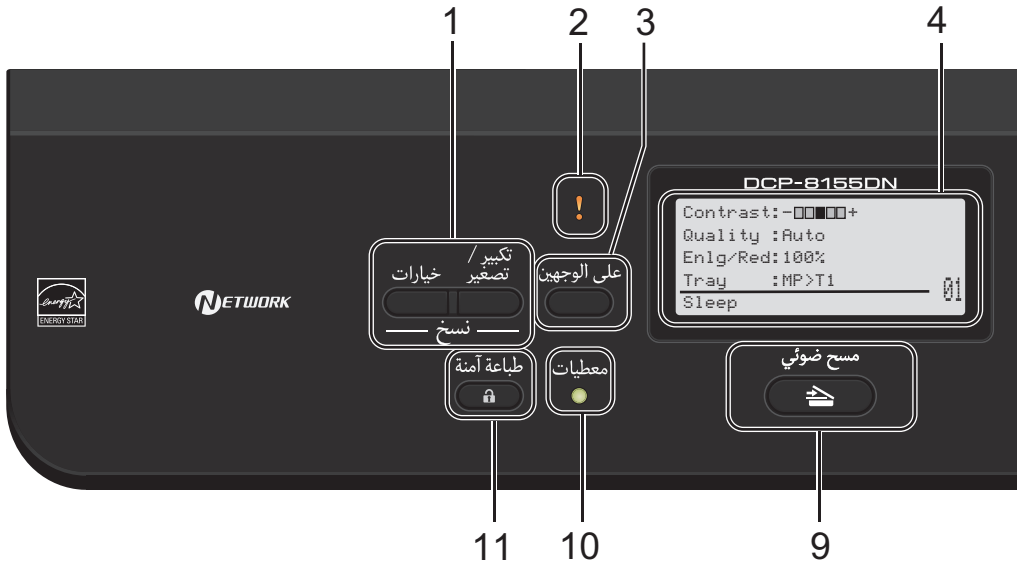 1
2
3
4
DCP-8155DN
Contrast:-□□■□□+
Quality :Auto
Enlg/Red:100%
Tray :MP>T1
Sleep
01
!
تكبير /
تصغير
خيارات
نسخ
على الوجهين
energy
ENERGY STAR
NETWORK
طباعة آمنة
معطيات
مسح ضوئي
11
10
9